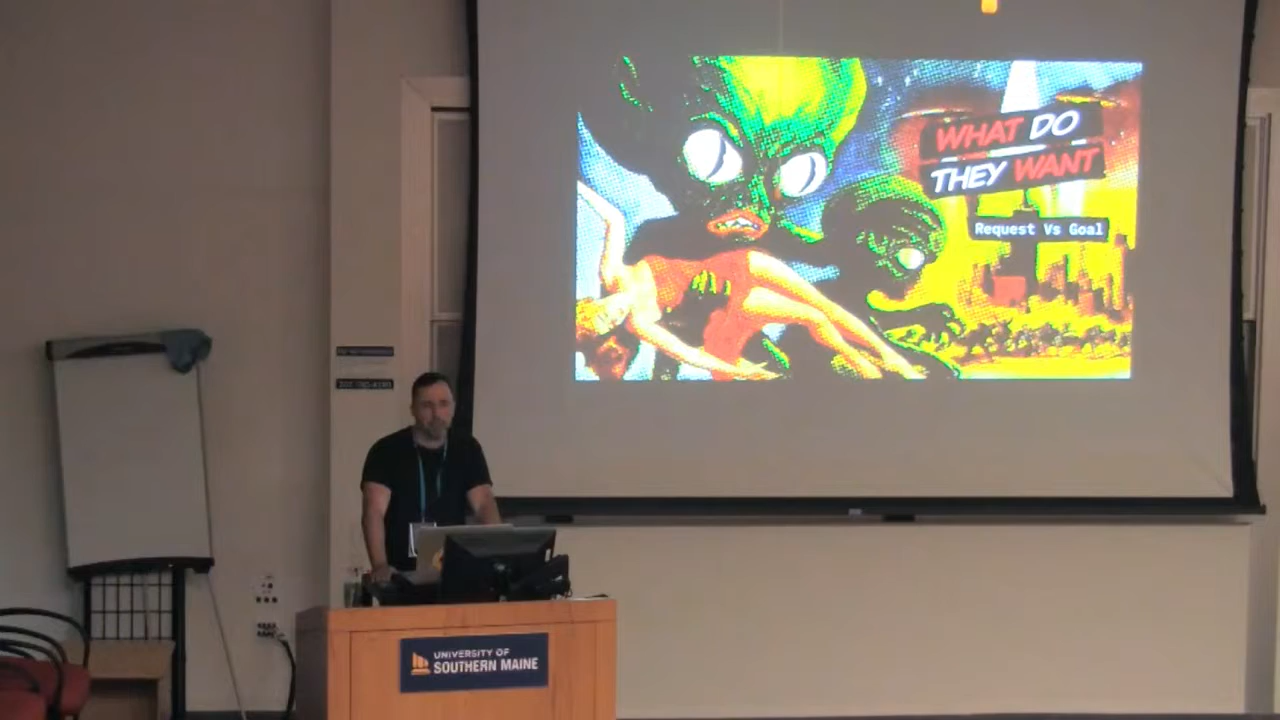 WHAT DO
THEY WANT
Request Vs Goal
UNIVERSITY OF
SOUTHERN MAINE